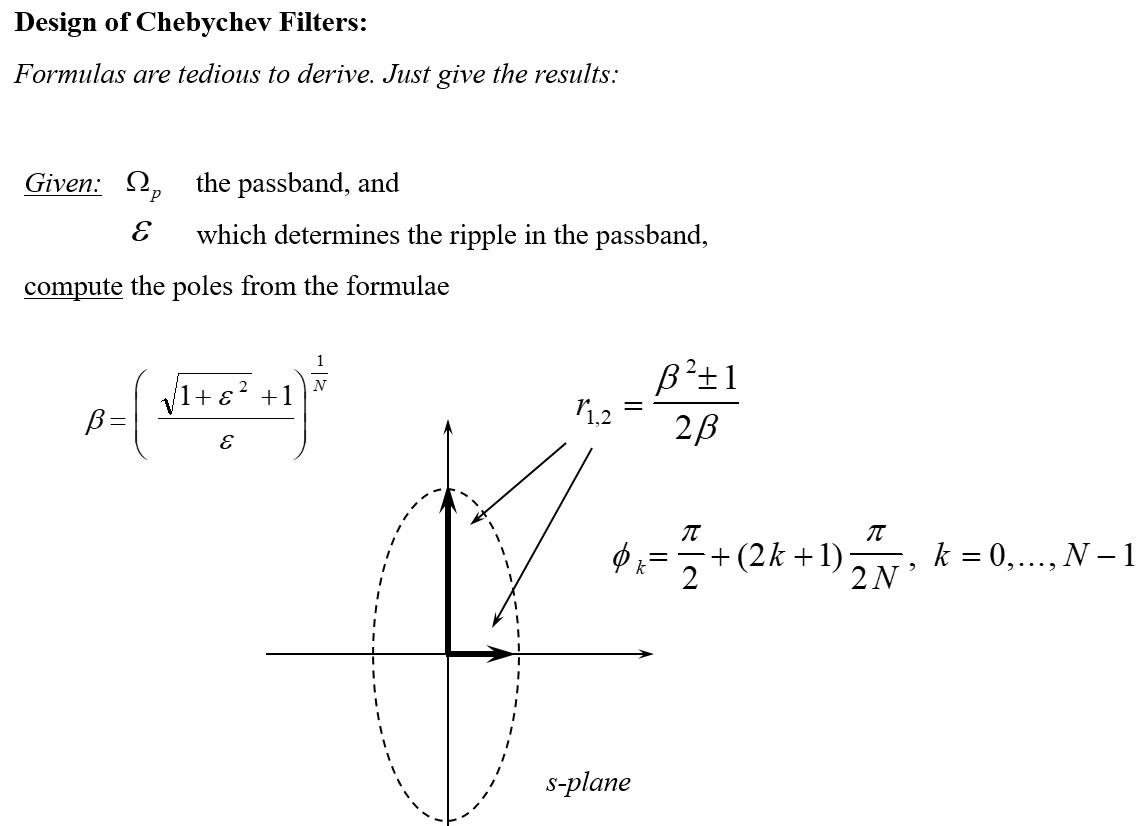 Design of Chebychev Filters:
Formulas are tedious to derive. Just give the results:
Given: Ω_p the passband, and
ε which determines the ripple in the passband,
compute the poles from the formulae
β = ( (√(1+ ε²) +1) / ε )^(1/N)
r_{1,2} = (β² ± 1) / (2β)
ϕ_k = π/2 + (2k +1) π/(2N), k = 0,..., N − 1
s-plane